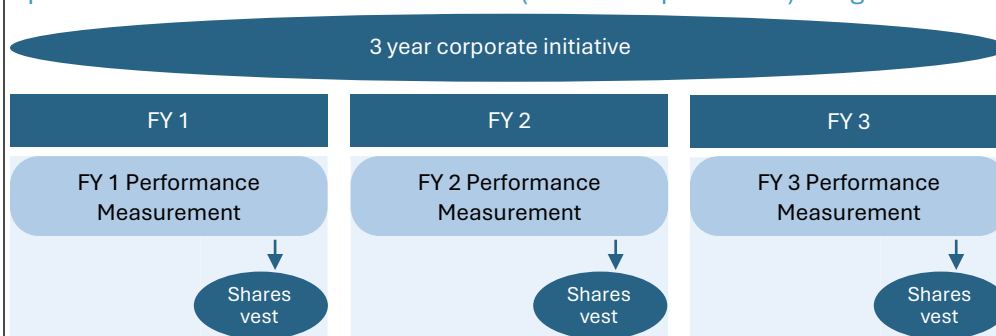 3 year corporate initiative
FY 1
FY 2
FY 3
FY 1 Performance
Measurement
FY 2 Performance
Measurement
FY 3 Performance
Measurement
Shares
vest
Shares
vest
Shares
vest